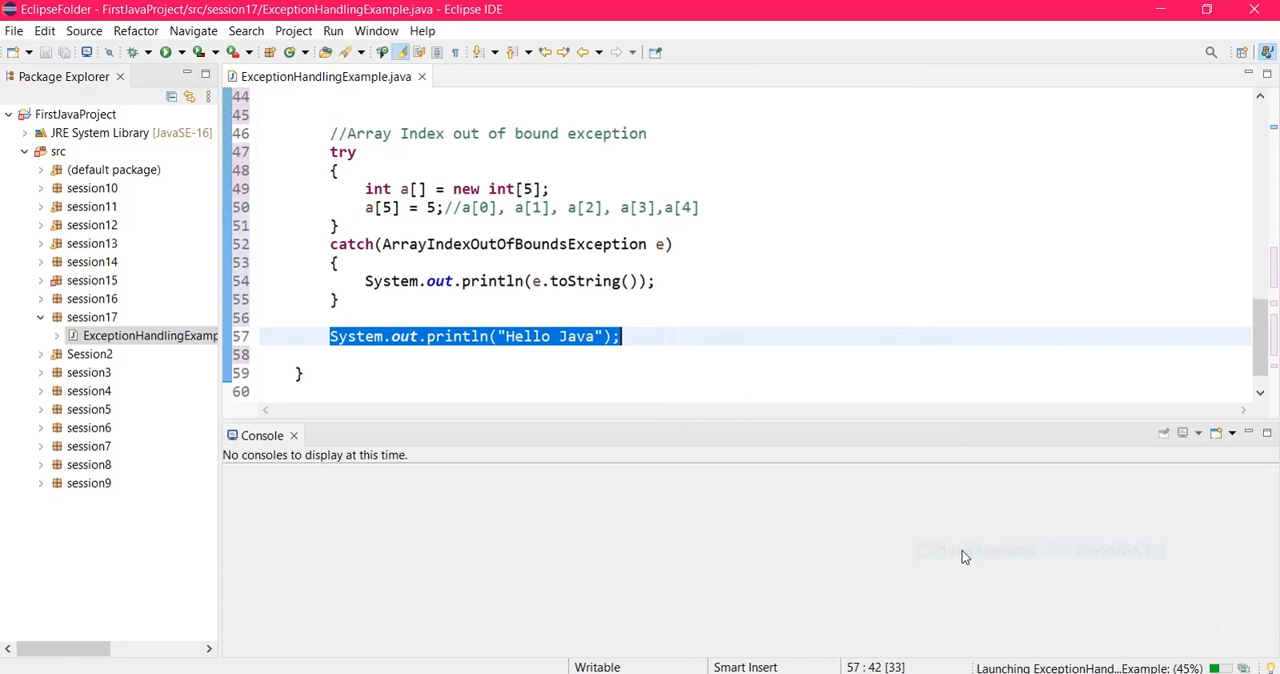 EclipseFolder - FirstJavaProject/src/session17/ExceptionHandlingExample.java - Eclipse IDE
File Edit Source Refactor Navigate Search Project Run Window Help
Package Explorer
ExceptionHandlingExample.java
FirstJavaProject
JRE System Library [JavaSE-16]
src
(default package)
session10
session11
session12
session13
session14
session15
session16
session17
ExceptionHandlingExamp
Session2
session3
session4
session5
session6
session7
session8
session9
44
45
46 //Array Index out of bound exception
47 try
48 {
49 int a[] = new int[5];
50 a[5] = 5;//a[0], a[1], a[2], a[3],a[4]
51 }
52 catch(ArrayIndexOutOfBoundsException e)
53 {
54 System.out.println(e.toString());
55 }
56
57 System.out.println("Hello Java");
58
59 }
60
Console
No consoles to display at this time.
Writable Smart Insert 57 : 42 [33] Launching ExceptionHand...Example: (45%)